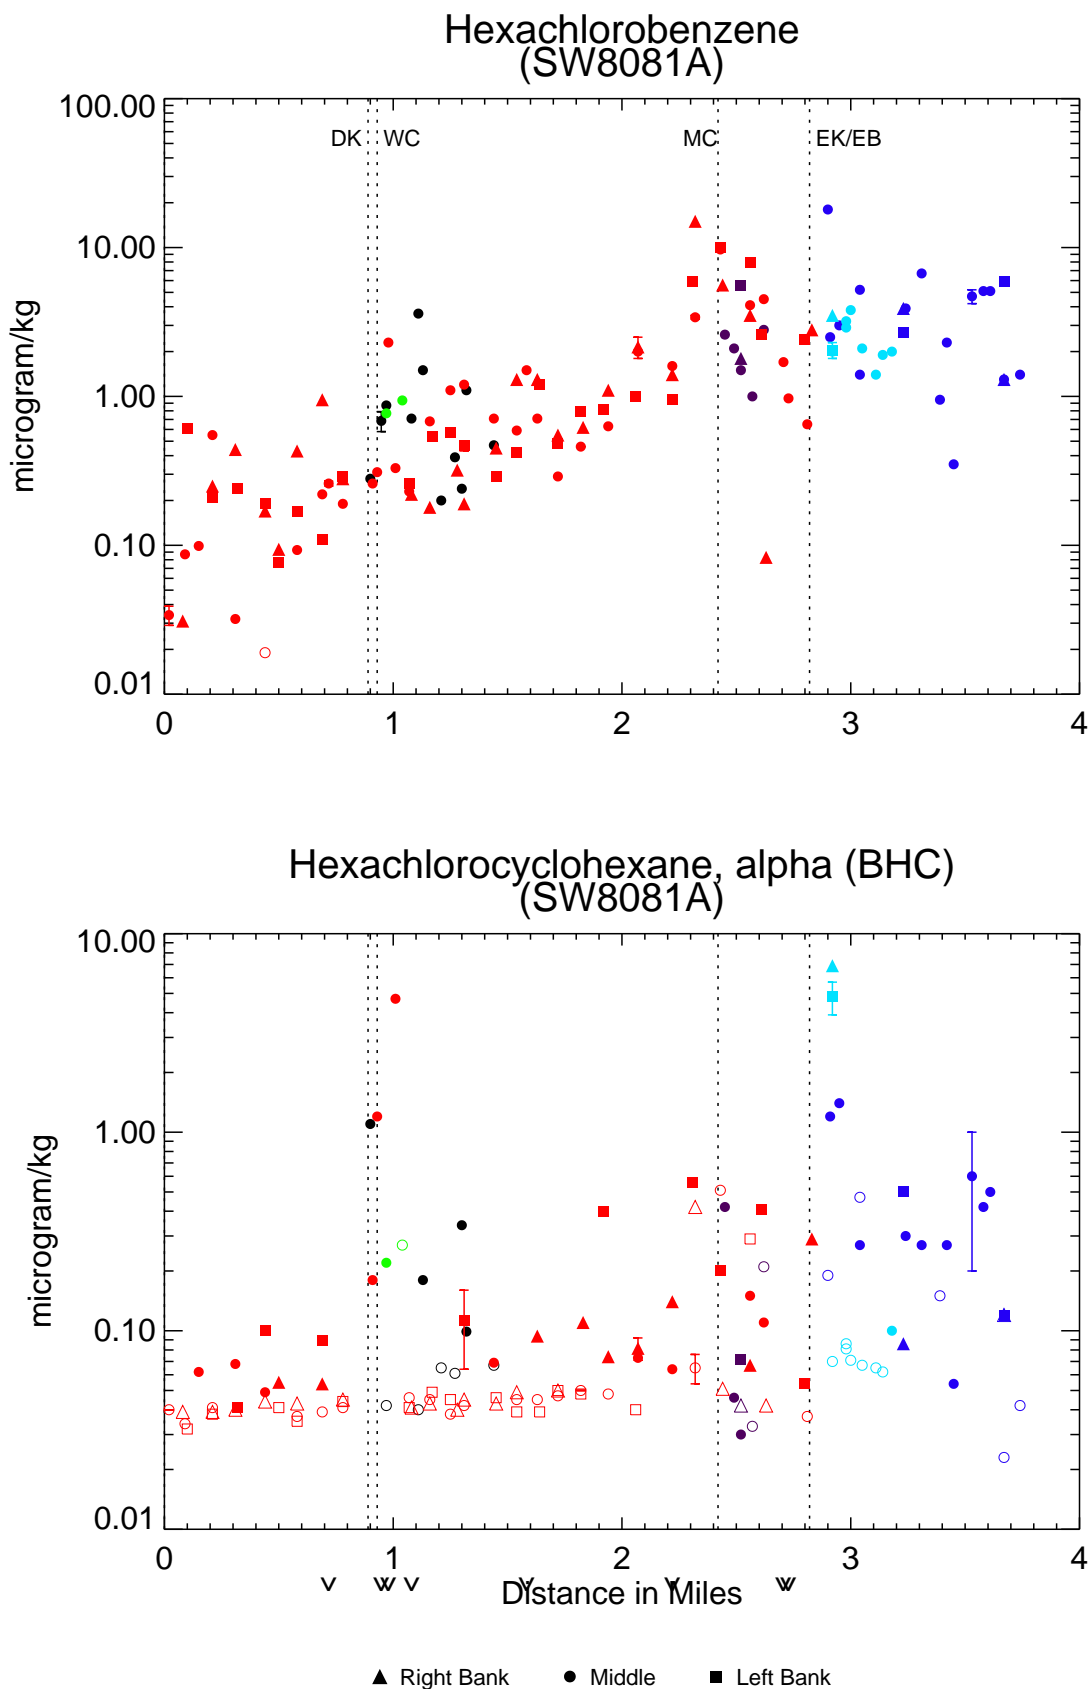 Hexachlorobenzene
(SW8081A)
100.00
10.00
1.00
0.10
0.01
microgram/kg
DK
WC
MC
EK/EB
0 1 2 3 4
Hexachlorocyclohexane, alpha (BHC)
(SW8081A)
10.00
1.00
0.10
0.01
microgram/kg
0 1 2 3 4
Distance in Miles
Right Bank
Middle
Left Bank